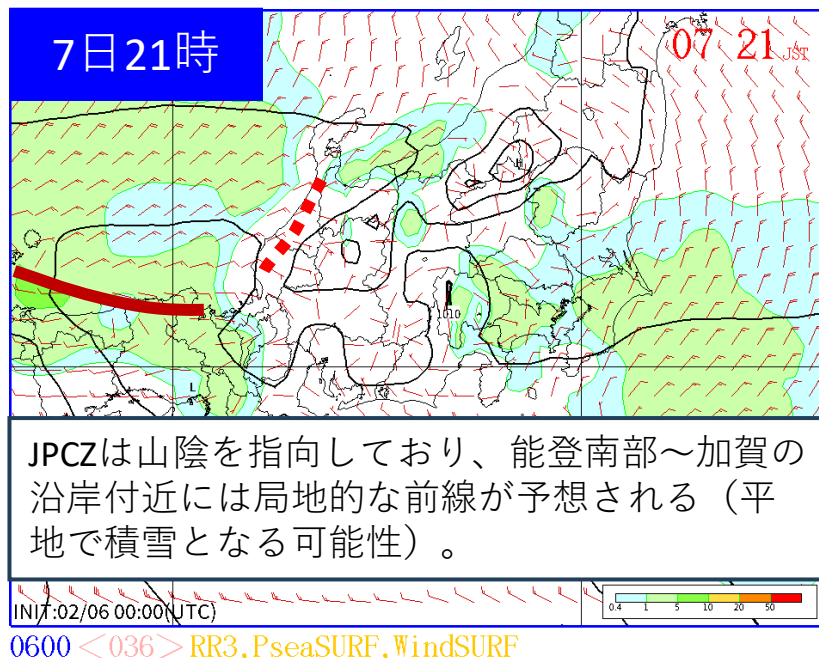 7日21時
07 21 JST
H
1010
L
JPCZは山陰を指向しており、能登南部～加賀の
沿岸付近には局地的な前線が予想される（平
地で積雪となる可能性）。
INIT:02/06 00:00(UTC)
0.4 1 5 10 20 50
0600 <036> RR3,PseaSURF,WindSURF